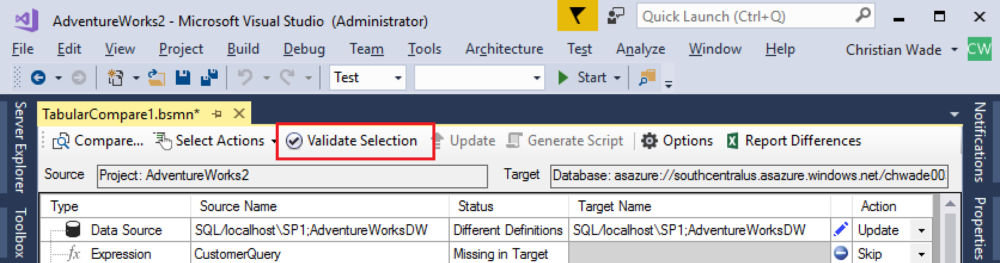 AdventureWorks2 - Microsoft Visual Studio (Administrator) Quick Launch (Ctrl+Q)
File Edit View Project Build Debug Team Tools Architecture Test Analyze Window Help Christian Wade CW
Test Start
TabularCompare1.bsmn*
Compare... Select Actions Validate Selection Update Generate Script Options Report Differences
Source Project: AdventureWorks2 Target Database: asazure://southcentralus.asazure.windows.net/chwade00
Type Source Name Status Target Name Action
Data Source SQL/localhost\SP1;AdventureWorksDW Different Definitions SQL/localhost\SP1;AdventureWorksDW Update
fx Expression CustomerQuery Missing in Target Skip
Server Explorer
Toolbox
Notifications
Properties